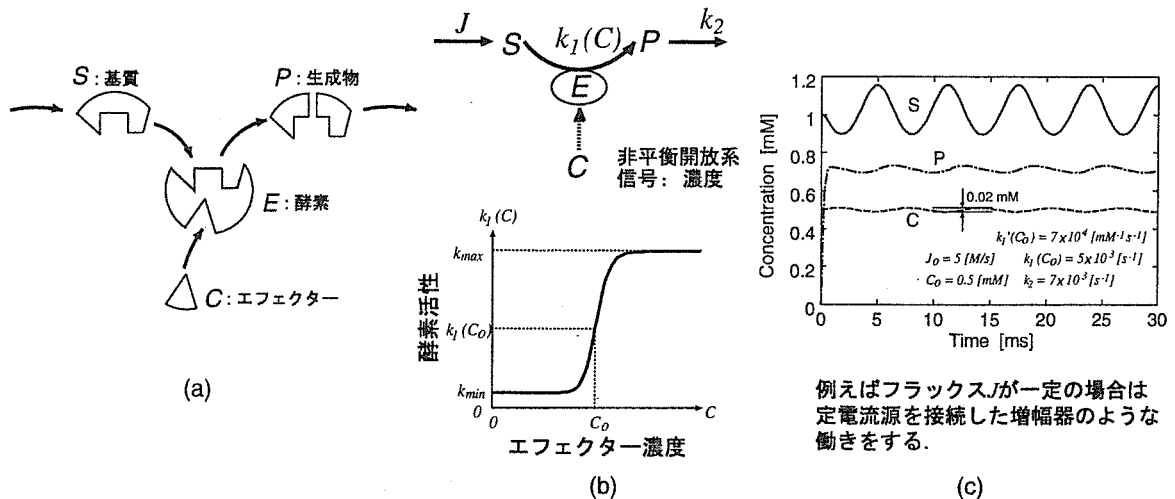 S:基質
P:生成物
E:酵素
C:エフェクター
(a)
J
S
k1(C)
P
k2
E
C
非平衡開放系
信号: 濃度
k1(C)
kmax
k1(C0)
kmin
0
0
C0
C
酵素活性
エフェクター濃度
(b)
1.2
1
0.8
0.6
0.4
0.2
0
Concentration [mM]
S
P
0.02 mM
C
k1'(C0) = 7×10^4 [mM^-1 s^-1]
J0 = 5 [M/s] k1(C0) = 5×10^3 [s^-1]
C0 = 0.5 [mM] k2 = 7×10^3 [s^-1]
0 5 10 15 20 25 30
Time [ms]
例えばフラックスJが一定の場合は
定電流源を接続した増幅器のような
働きをする.
(c)